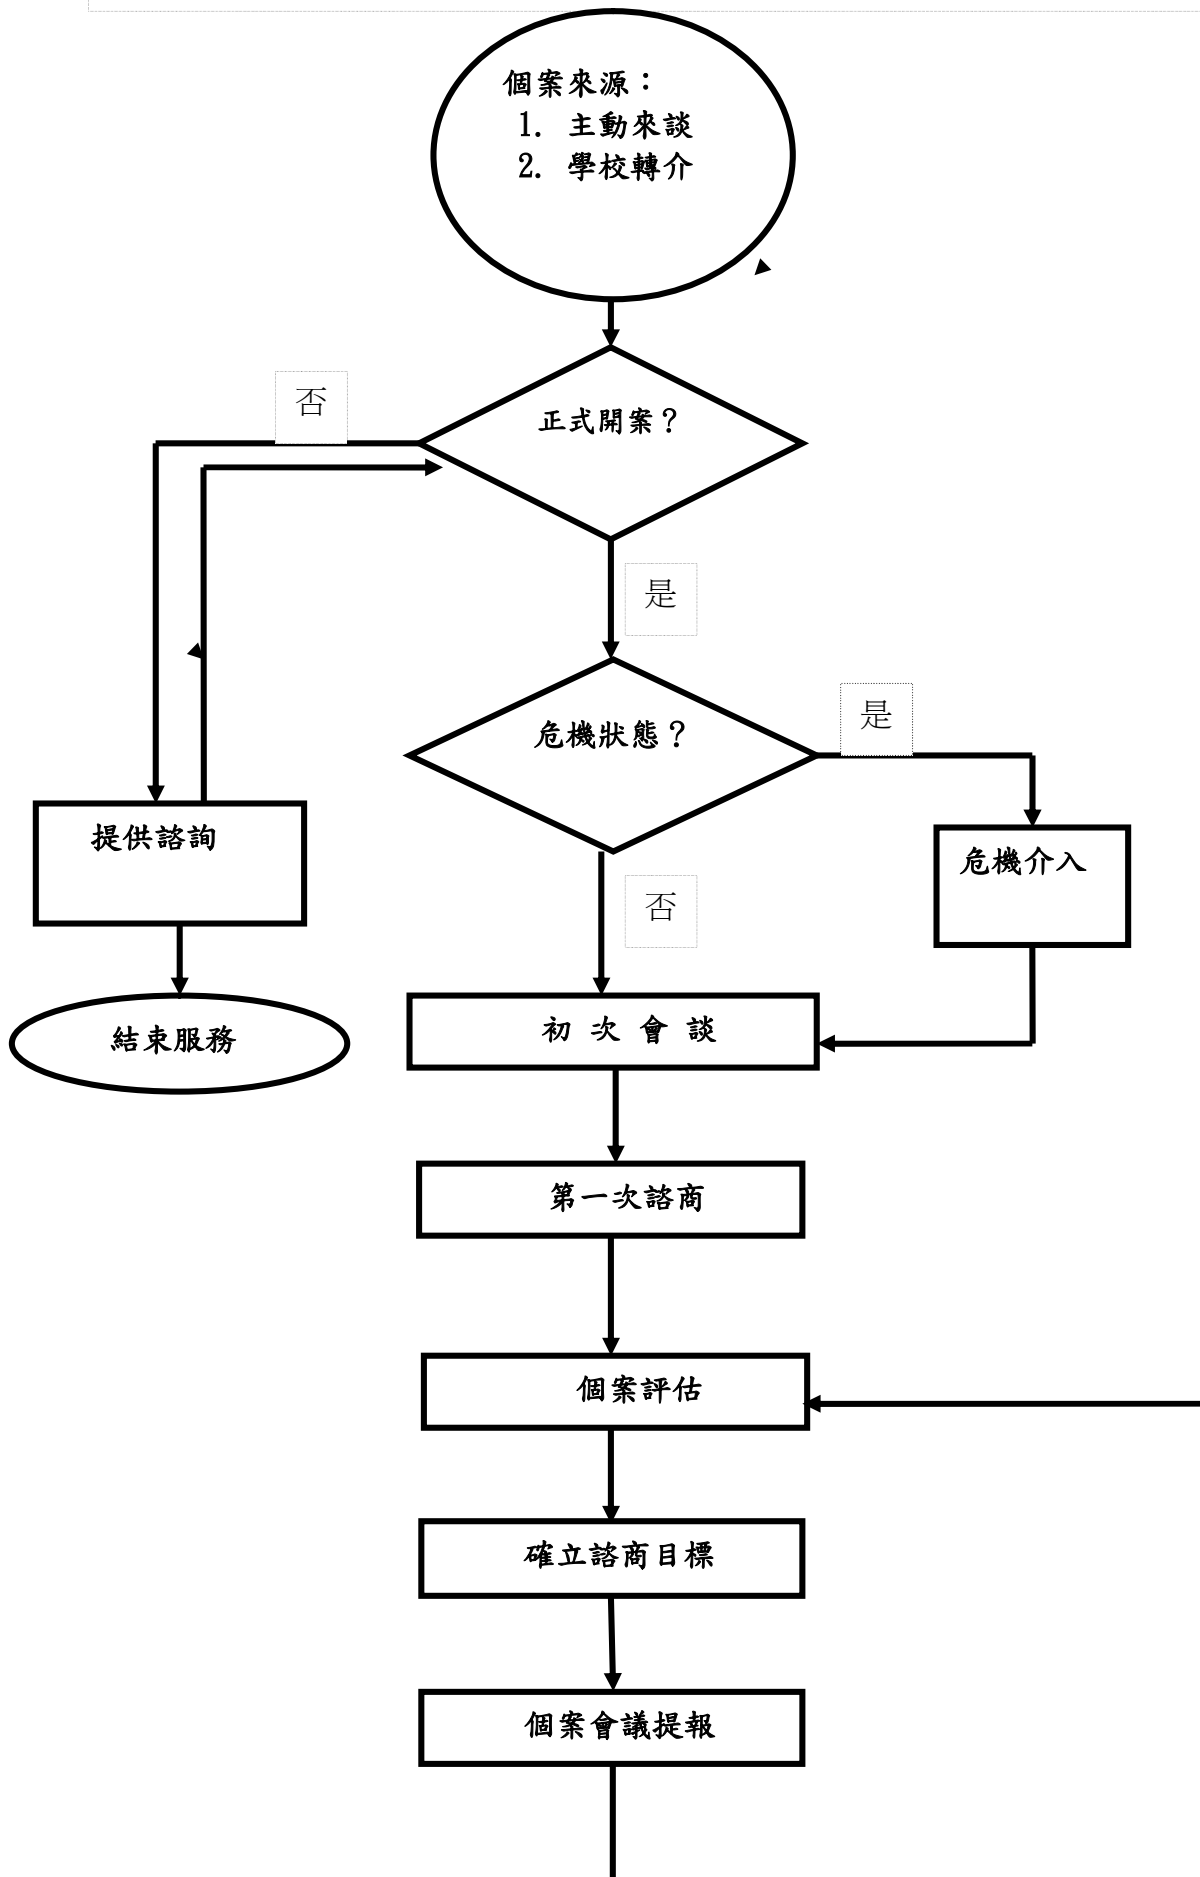 個案來源：
1. 主動來談
2. 學校轉介
否
正式開案？
是
危機狀態？
是
提供諮詢
危機介入
否
結束服務
初 次 會 談
第一次諮商
個案評估
確立諮商目標
個案會議提報